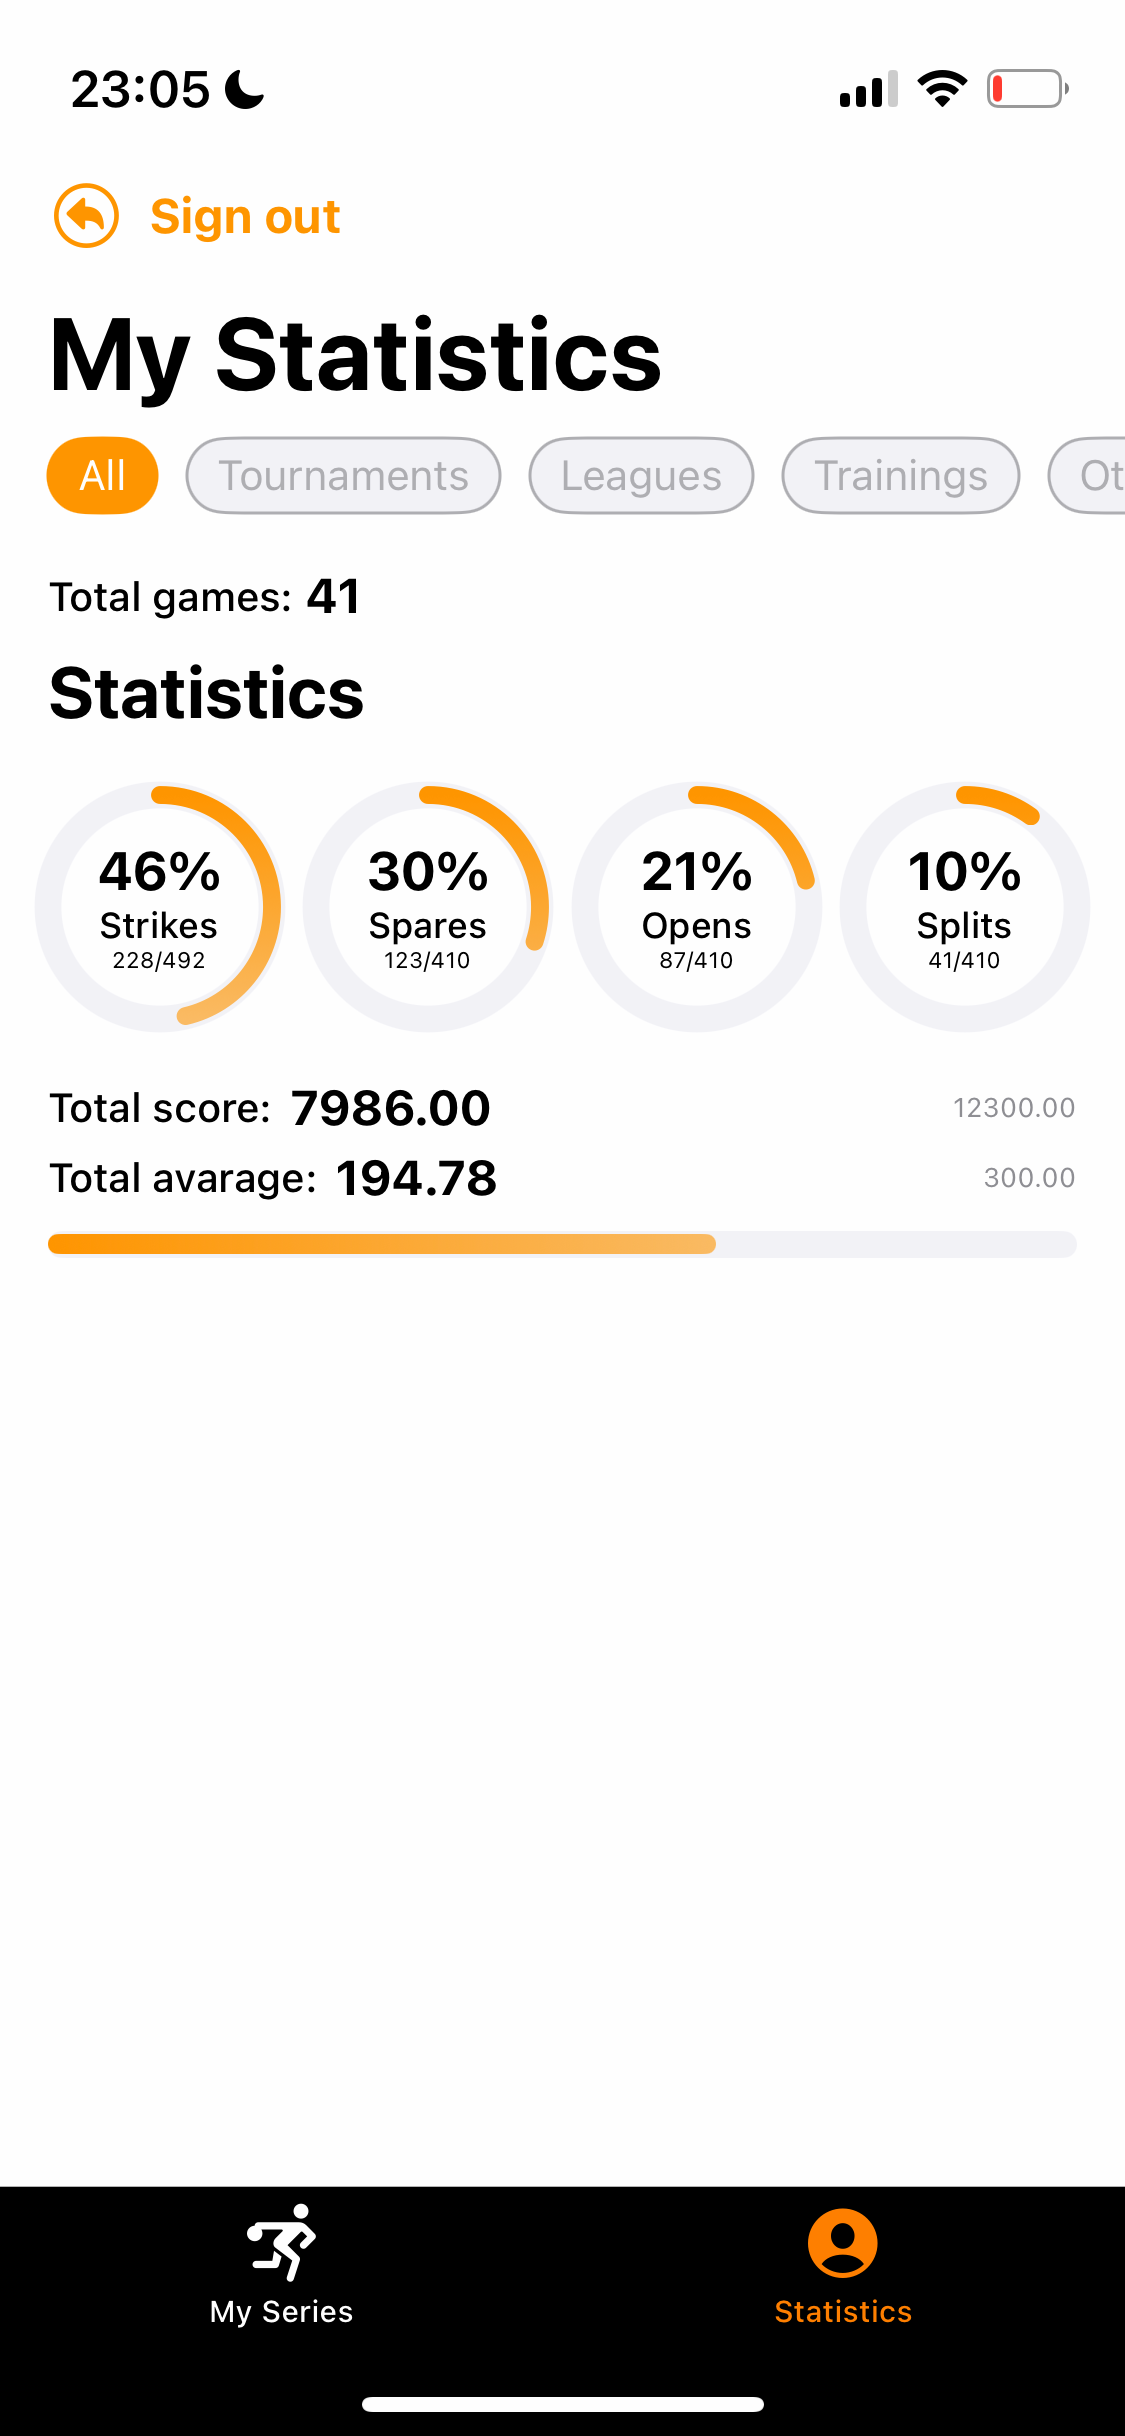 23:05
Sign out
My Statistics
All Tournaments Leagues Trainings Ot
Total games: 41
Statistics
46% 30% 21% 10%
Strikes Spares Opens Splits
228/492 123/410 87/410 41/410
Total score: 7986.00 12300.00
Total avarage: 194.78 300.00
My Series Statistics